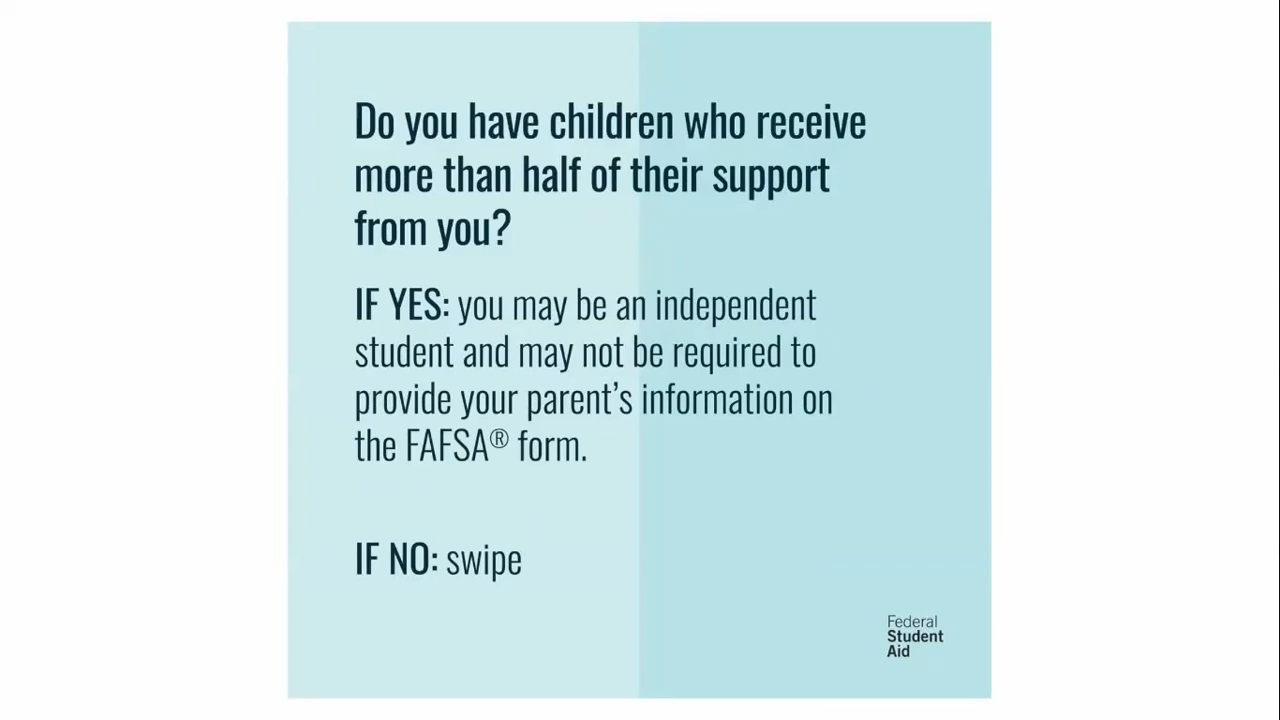 Do you have children who receive
more than half of their support
from you?
IF YES: you may be an independent
student and may not be required to
provide your parent’s information on
the FAFSA® form.
IF NO: swipe
Federal
Student
Aid